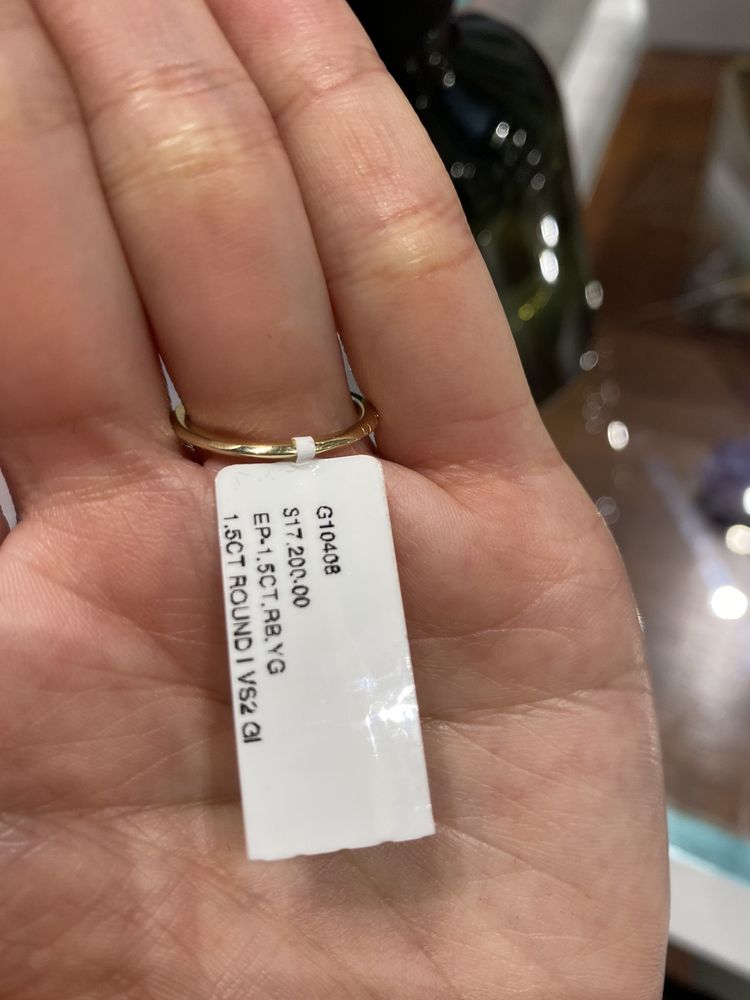 G10408
$17,200.00
EP-1.5CT.RB.YG
1.5CT ROUND I VS2 GI